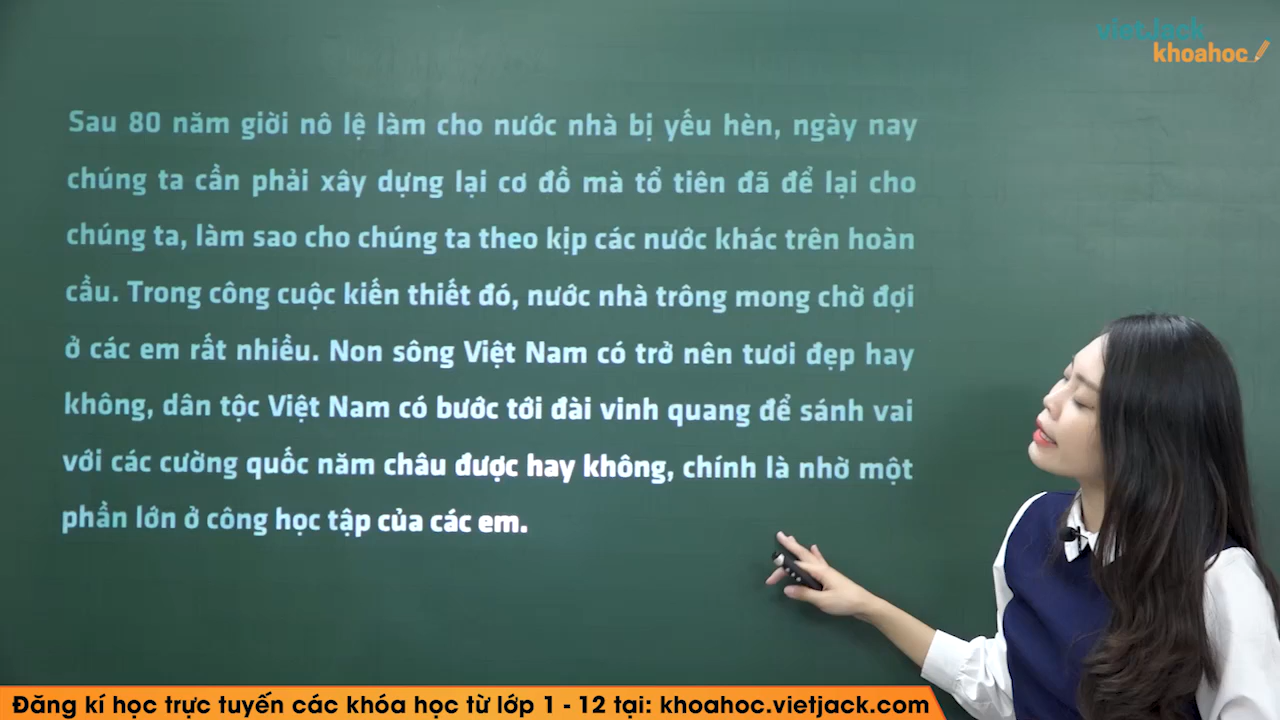 vietjack
khoahoc
Sau 80 năm giời nô lệ làm cho nước nhà bị yếu hèn, ngày nay
chúng ta cần phải xây dựng lại cơ đồ mà tổ tiên đã để lại cho
chúng ta, làm sao cho chúng ta theo kịp các nước khác trên hoàn
cầu. Trong công cuộc kiến thiết đó, nước nhà trông mong chờ đợi
ở các em rất nhiều. Non sông Việt Nam có trở nên tươi đẹp hay
không, dân tộc Việt Nam có bước tới đài vinh quang để sánh vai
với các cường quốc năm châu được hay không, chính là nhờ một
phần lớn ở công học tập của các em.
Đăng kí học trực tuyến các khóa học từ lớp 1 - 12 tại: khoahoc.vietjack.com